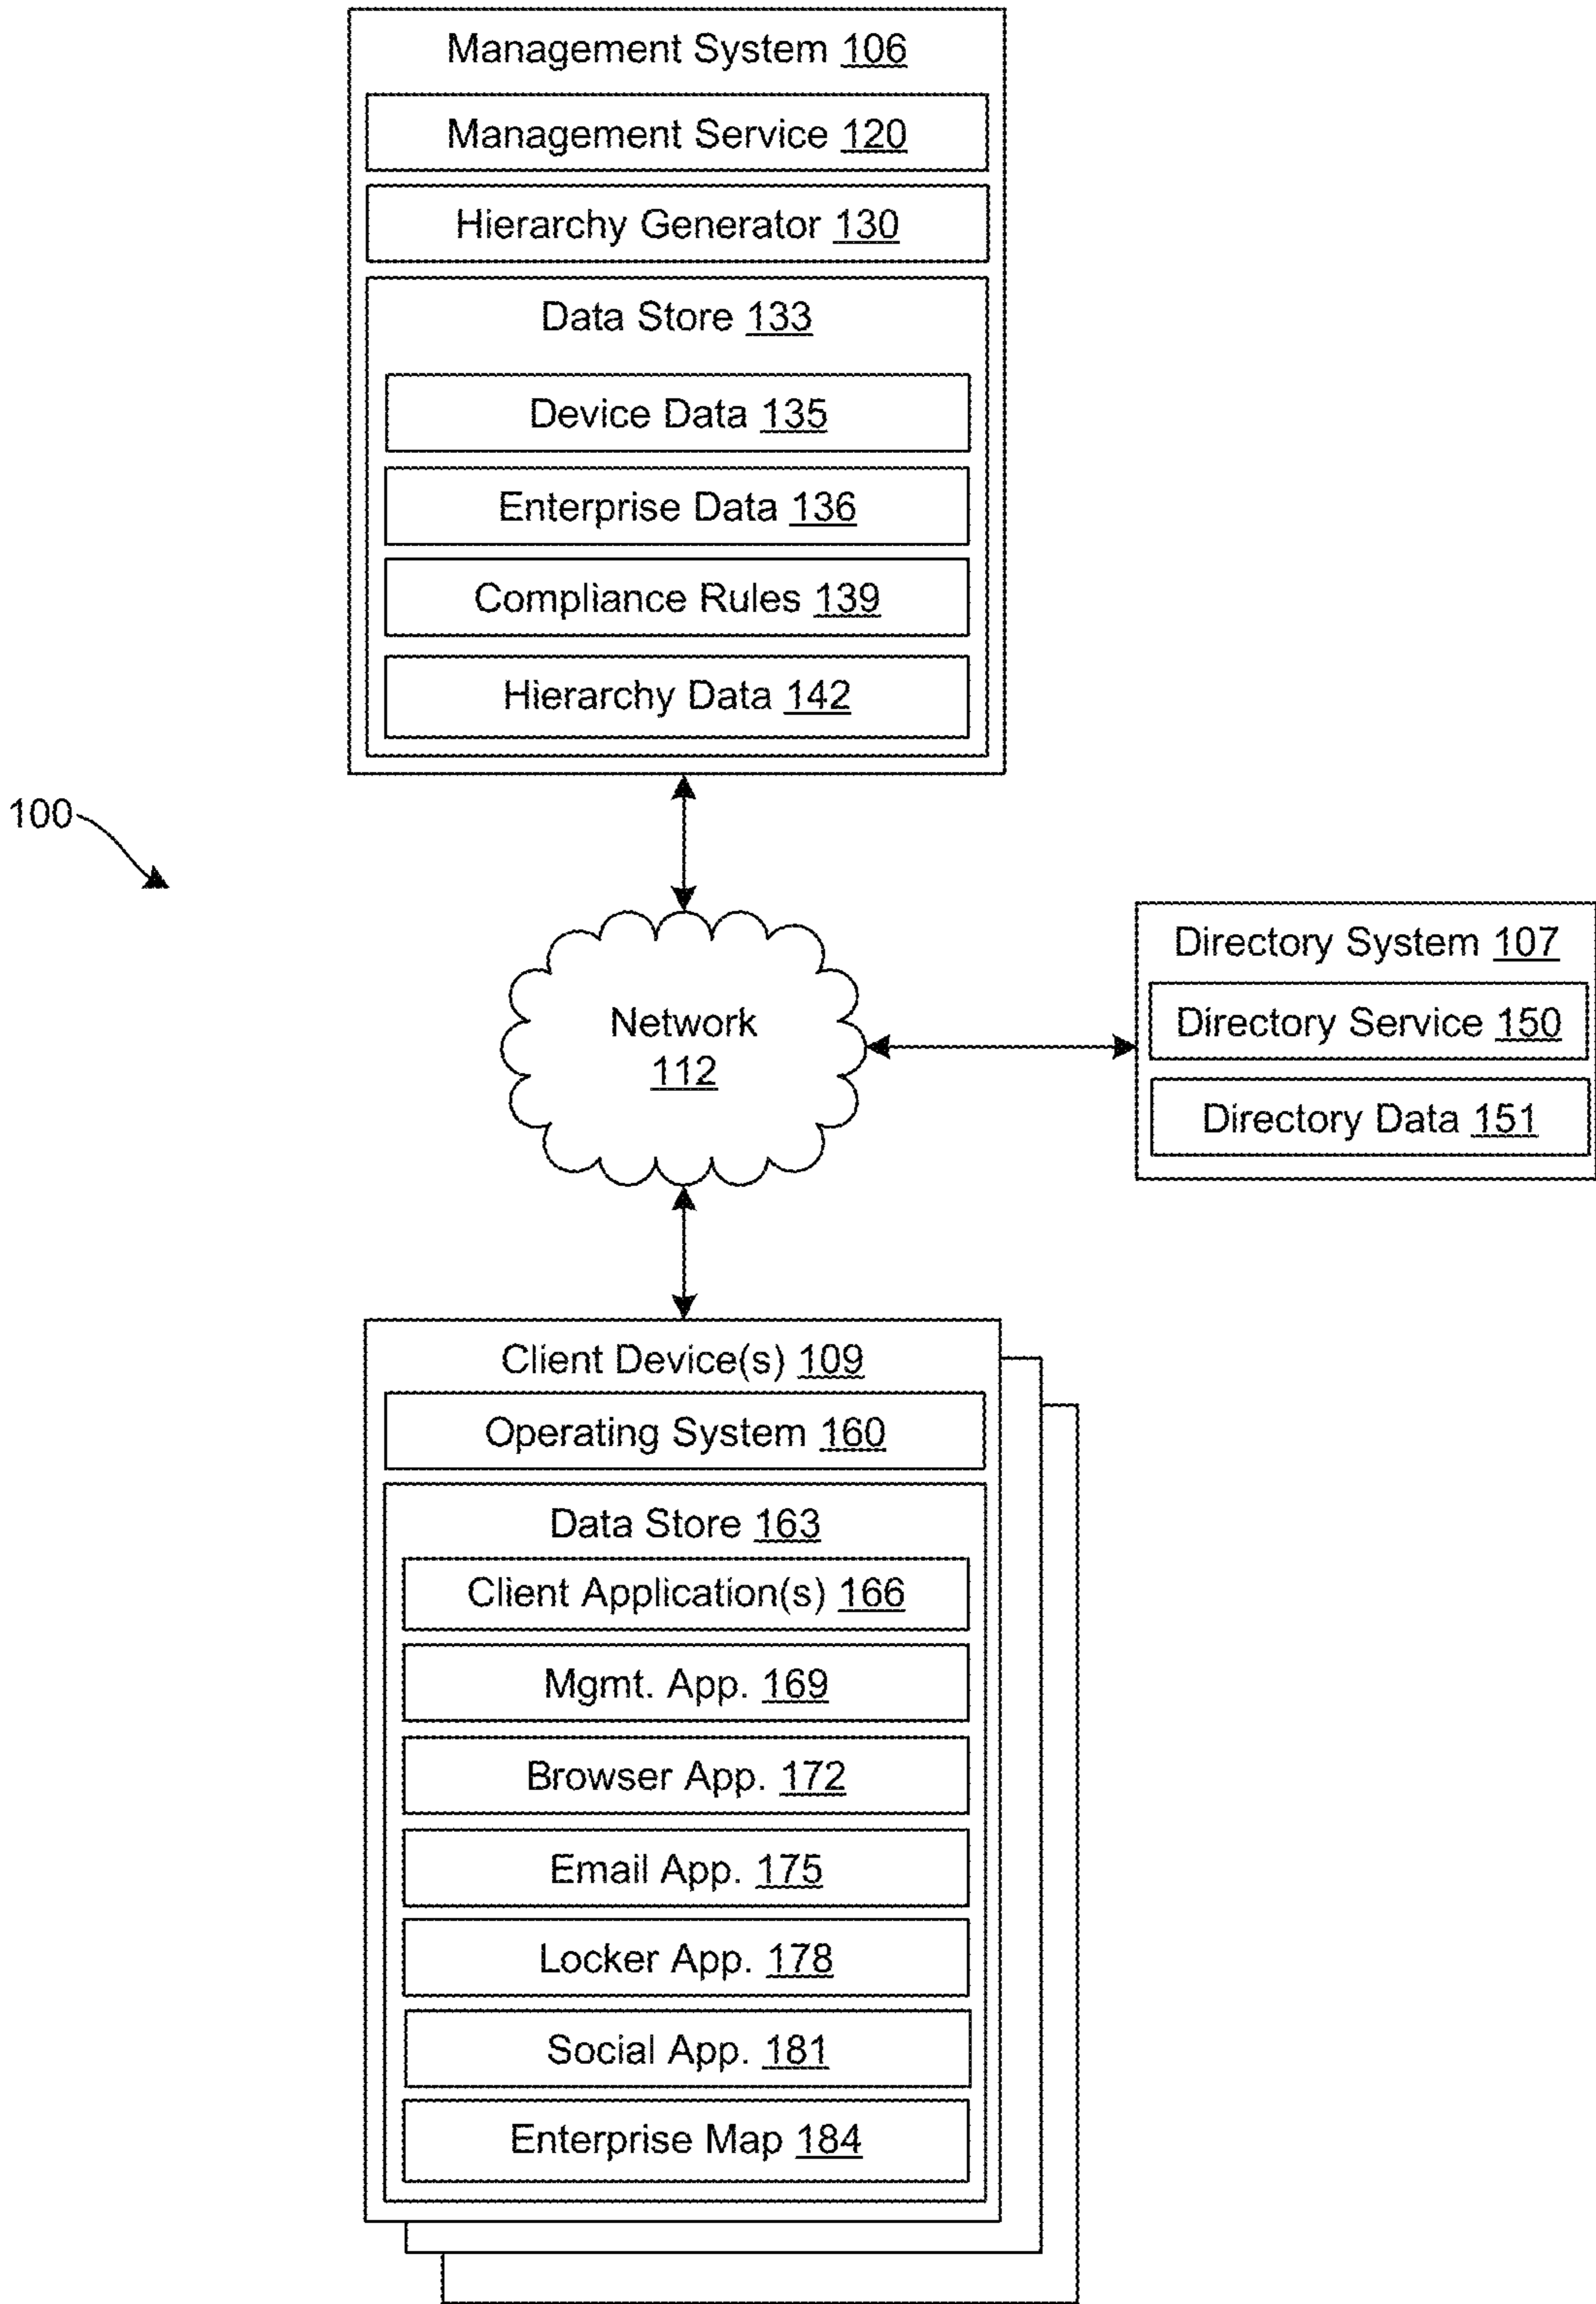 Management System 106
Management Service 120
Hierarchy Generator 130
Data Store 133
Device Data 135
Enterprise Data 136
Compliance Rules 139
Hierarchy Data 142
100
Network
112
Directory System 107
Directory Service 150
Directory Data 151
Client Device(s) 109
Operating System 160
Data Store 163
Client Application(s) 166
Mgmt. App. 169
Browser App. 172
Email App. 175
Locker App. 178
Social App. 181
Enterprise Map 184